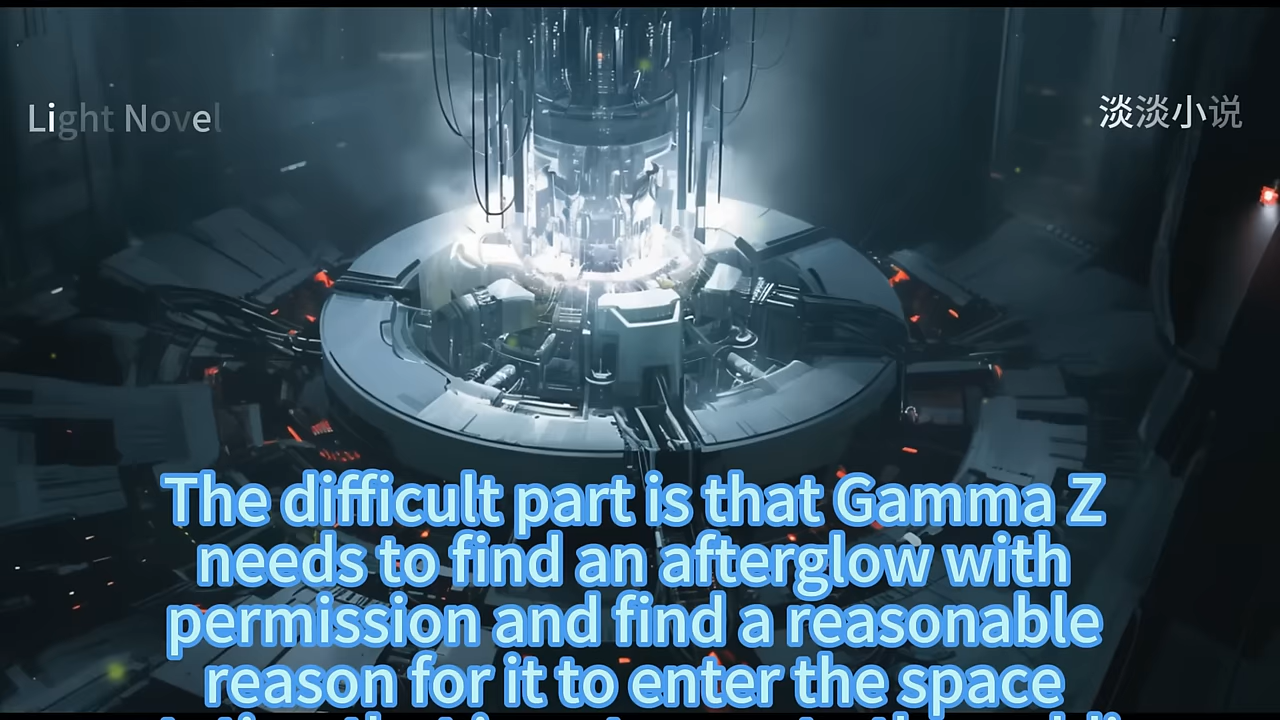 Light Novel
淡淡小说
The difficult part is that Gamma Z
needs to find an afterglow with
permission and find a reasonable
reason for it to enter the space